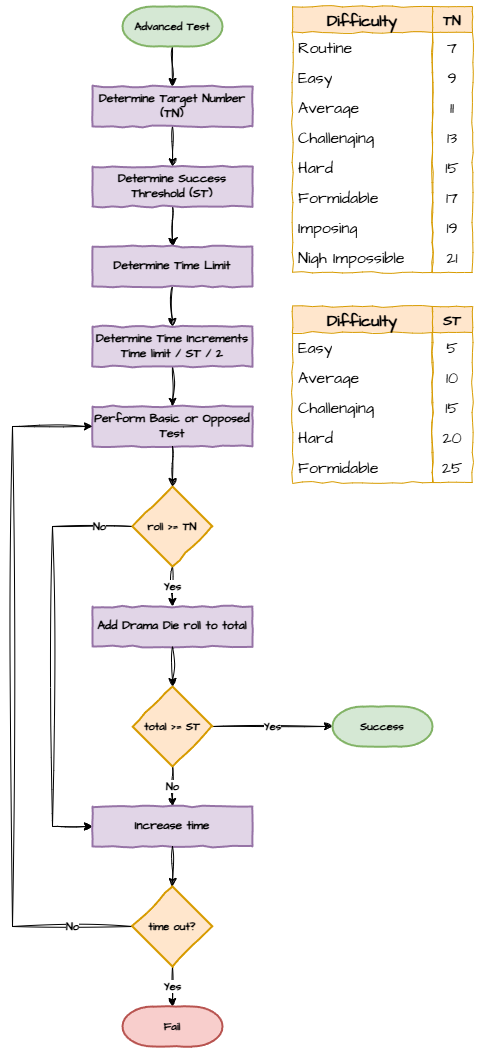 Advanced Test
Determine Target Number
(TN)
Determine Success
Threshold (ST)
Determine Time Limit
Determine Time Increments
Time limit / ST / 2
Perform Basic or Opposed
Test
roll >= TN
No
Yes
Add Drama Die roll to total
total >= ST
Yes
Success
No
Increase time
time out?
No
Yes
Fail
Difficulty TN
Routine 7
Easy 9
Average 11
Challenging 13
Hard 15
Formidable 17
Imposing 19
Nigh Impossible 21
Difficulty ST
Easy 5
Average 10
Challenging 15
Hard 20
Formidable 25